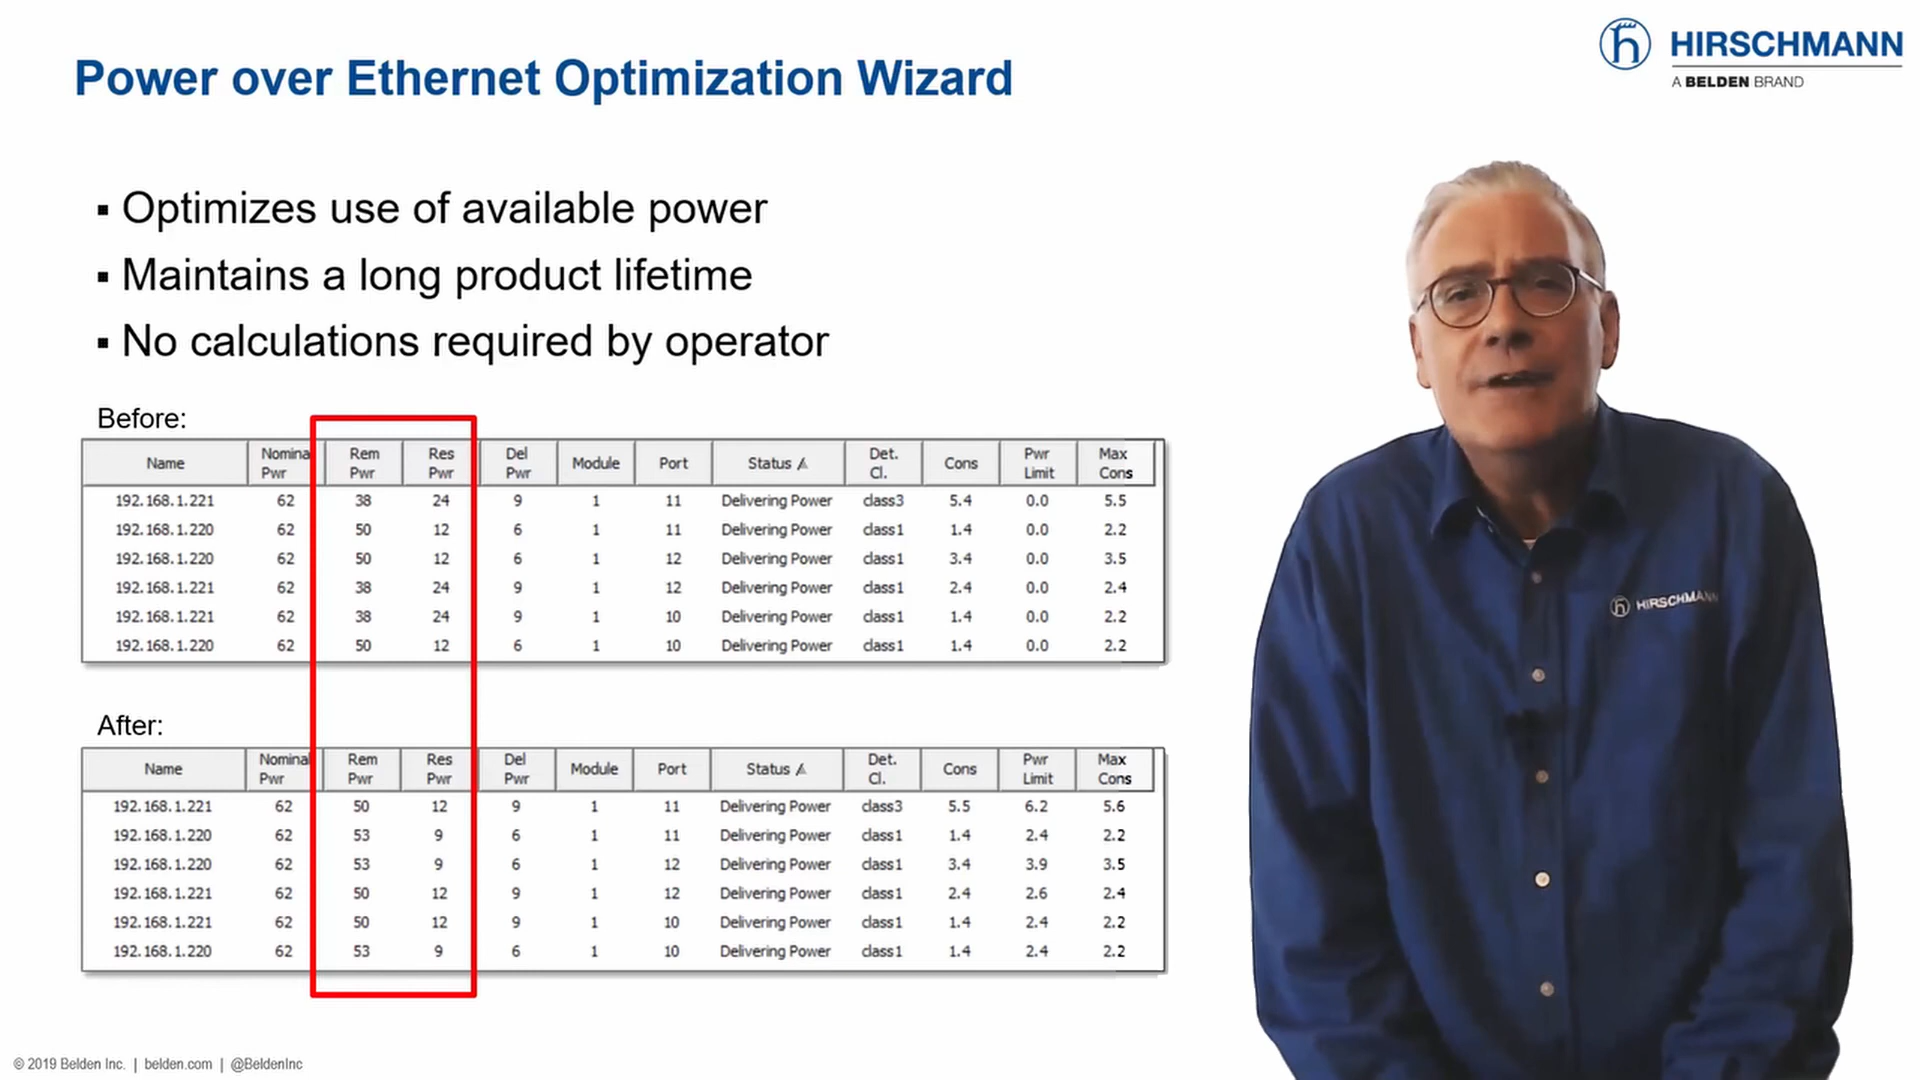 HIRSCHMANN
A BELDEN BRAND
Power over Ethernet Optimization Wizard
▪ Optimizes use of available power
▪ Maintains a long product lifetime
▪ No calculations required by operator
Before:
Name Nomina Pwr Rem Pwr Res Pwr Del Pwr Module Port Status Det. Cl. Cons Pwr Limit Max Cons
192.168.1.221 62 38 24 9 1 11 Delivering Power class3 5.4 0.0 5.5
192.168.1.220 62 50 12 6 1 11 Delivering Power class1 1.4 0.0 2.2
192.168.1.220 62 50 12 6 1 12 Delivering Power class1 3.4 0.0 3.5
192.168.1.221 62 38 24 9 1 12 Delivering Power class1 2.4 0.0 2.4
192.168.1.221 62 38 24 9 1 10 Delivering Power class1 1.4 0.0 2.2
192.168.1.220 62 50 12 6 1 10 Delivering Power class1 1.4 0.0 2.2
HIRSCHMANN
After:
Name Nominal Pwr Rem Pwr Res Pwr Del Pwr Module Port Status Det. Cl. Cons Pwr Limit Max Cons
192.168.1.221 62 50 12 9 1 11 Delivering Power class3 5.5 6.2 5.6
192.168.1.220 62 53 9 6 1 11 Delivering Power class1 1.4 2.4 2.2
192.168.1.220 62 53 9 6 1 12 Delivering Power class1 3.4 3.9 3.5
192.168.1.221 62 50 12 9 1 12 Delivering Power class1 2.4 2.6 2.4
192.168.1.221 62 50 12 9 1 10 Delivering Power class1 1.4 2.4 2.2
192.168.1.220 62 53 9 6 1 10 Delivering Power class1 1.4 2.4 2.2
© 2019 Belden Inc. | belden.com | @BeldenInc